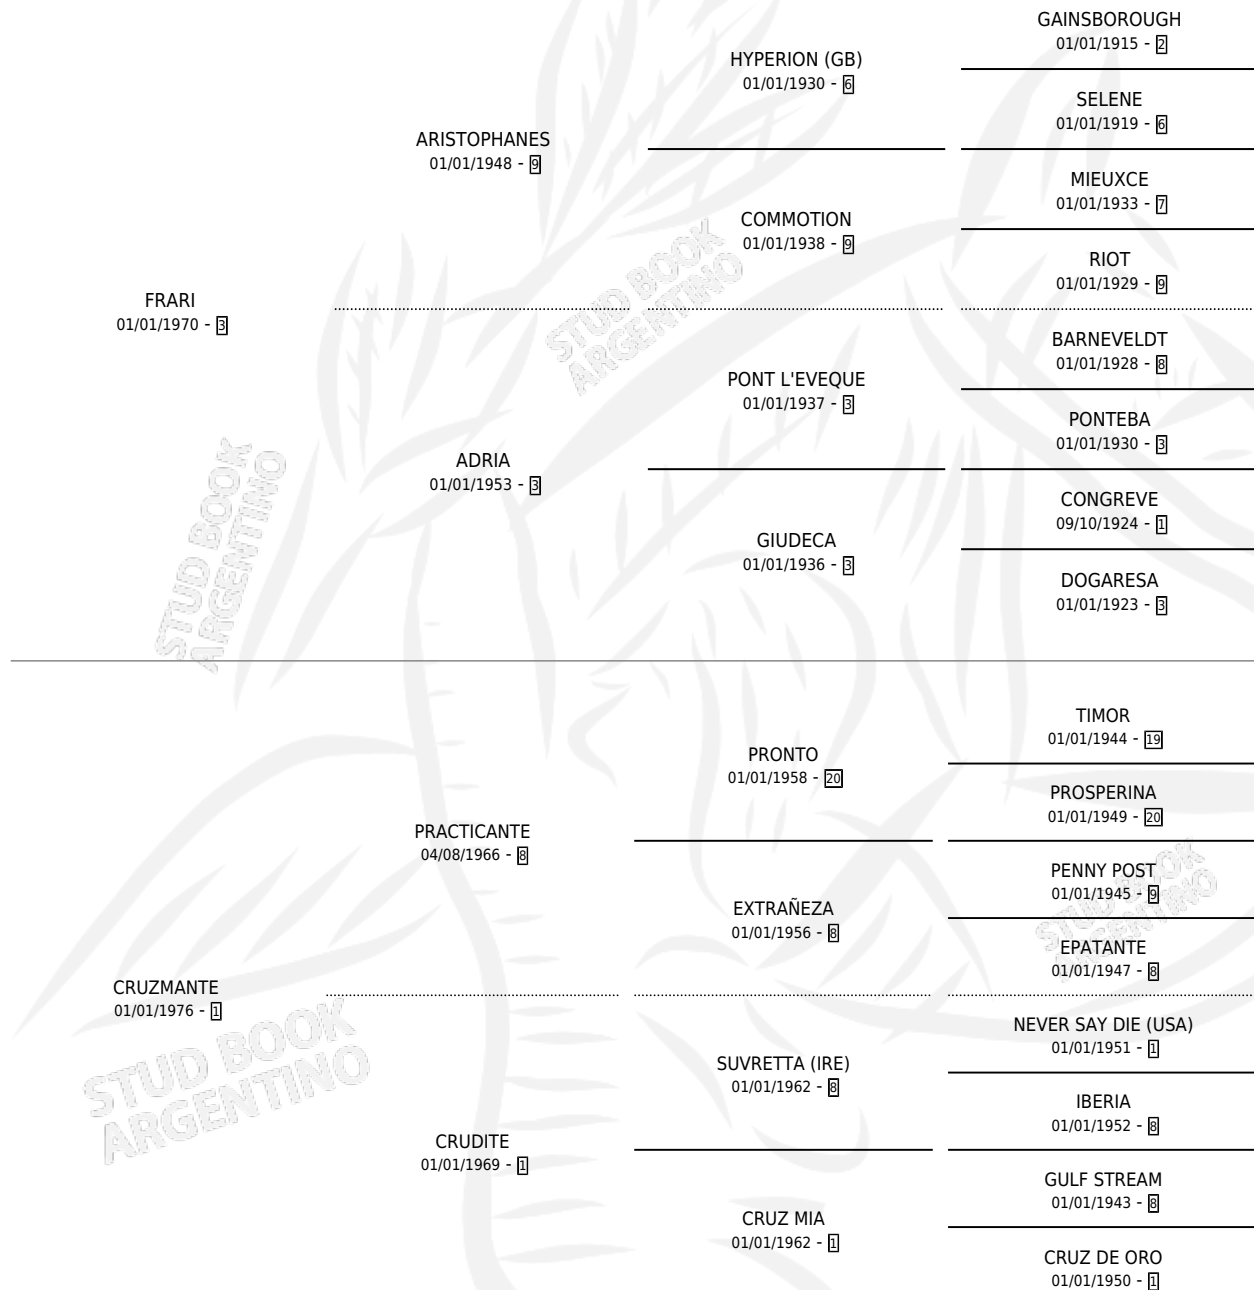 GAINSBOROUGH
01/01/1915 - 2
HYPERION (GB)
01/01/1930 - 6
SELENE
01/01/1919 - 6
ARISTOPHANES
01/01/1948 - 9
MIEUXCE
01/01/1933 - 7
COMMOTION
01/01/1938 - 9
RIOT
01/01/1929 - 9
FRARI
01/01/1970 - 3
STUD BOOK
ARGENTINO
BARNEVELDT
01/01/1928 - 8
PONT L'EVEQUE
01/01/1937 - 3
PONTEBA
01/01/1930 - 3
ADRIA
01/01/1953 - 3
CONGREVE
09/10/1924 - 1
GIUDECA
01/01/1936 - 3
DOGARESA
01/01/1923 - 3
STUD BOOK
ARGENTINO
TIMOR
01/01/1944 - 19
PRONTO
01/01/1958 - 20
PROSPERINA
01/01/1949 - 20
PRACTICANTE
04/08/1966 - 8
PENNY POST
01/01/1945 - 9
EXTRAÑEZA
01/01/1956 - 8
EPATANTE
01/01/1947 - 8
STUD BOOK
ARGENTINO
CRUZMANTE
01/01/1976 - 1
STUD BOOK
ARGENTINO
NEVER SAY DIE (USA)
01/01/1951 - 1
SUVRETTA (IRE)
01/01/1962 - 8
IBERIA
01/01/1952 - 8
CRUDITE
01/01/1969 - 1
GULF STREAM
01/01/1943 - 8
CRUZ MIA
01/01/1962 - 1
CRUZ DE ORO
01/01/1950 - 1